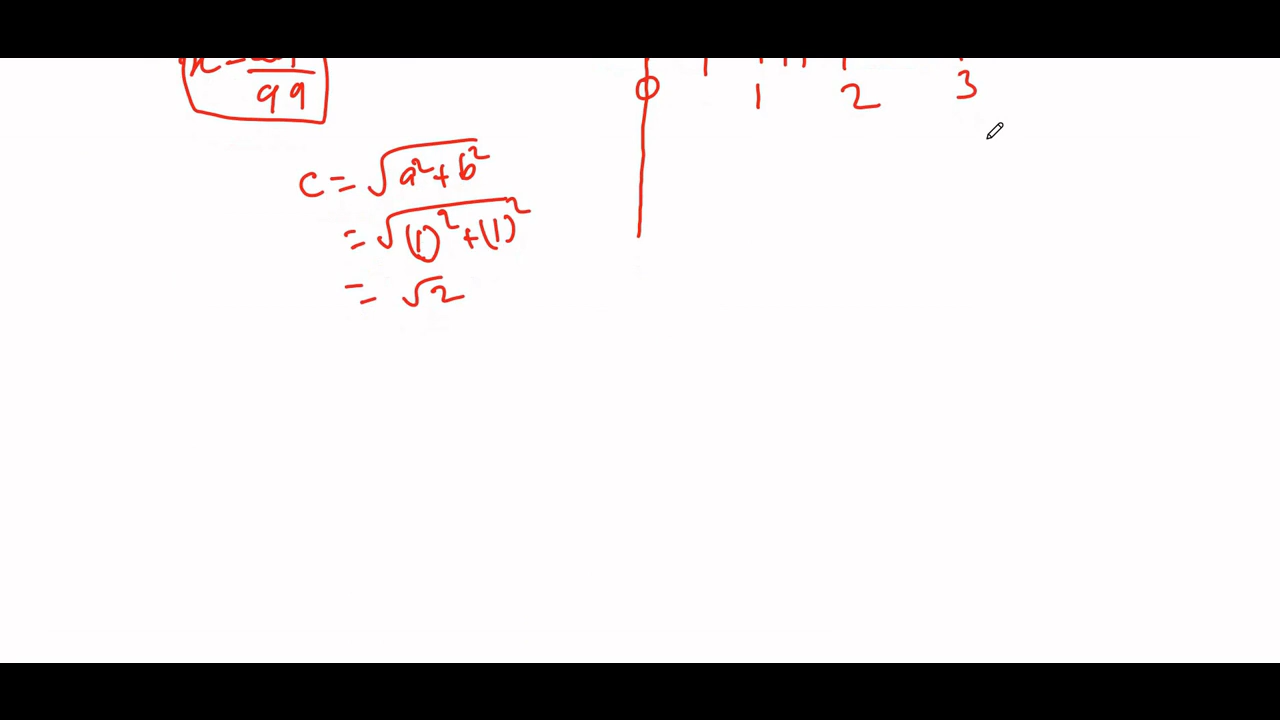 99
0 1 2 3
c = √a²+b²
= √(1)²+(1)²
= √2